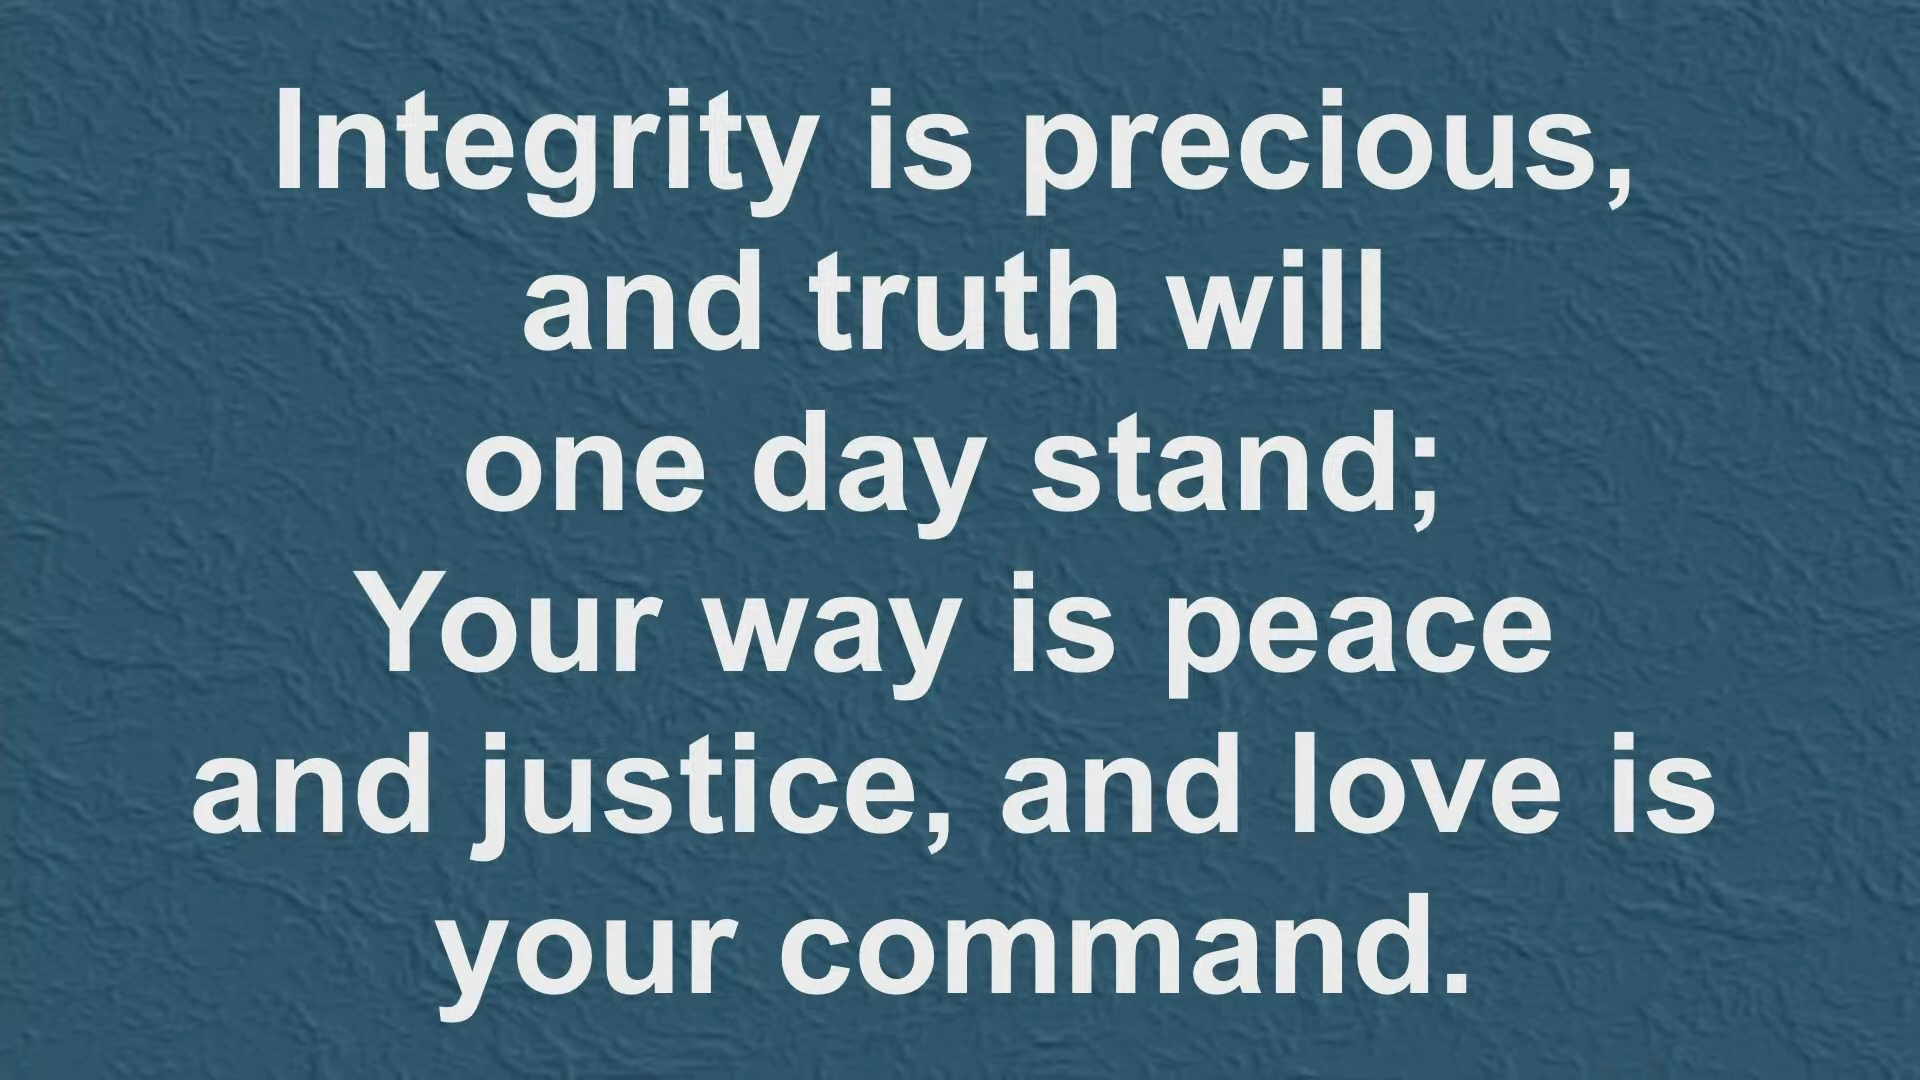 Integrity is precious,
and truth will
one day stand;
Your way is peace
and justice, and love is
your command.